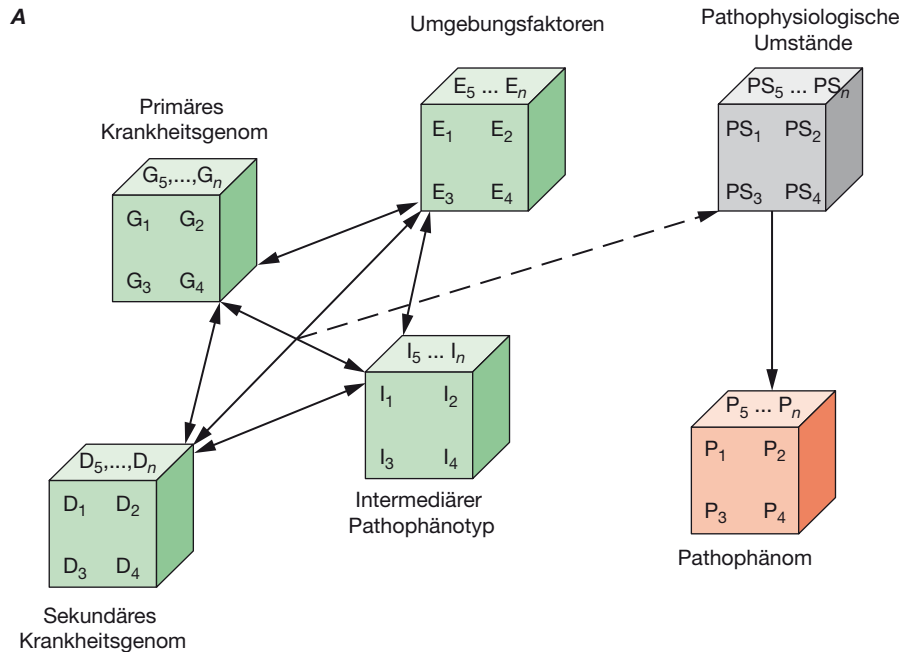 A
Umgebungsfaktoren
Pathophysiologische
Umstände
Primäres
Krankheitsgenom
E5 ... En
E1 E2
E3 E4
PS5 ... PSn
PS1 PS2
PS3 PS4
G5,...,Gn
G1 G2
G3 G4
I5 ... In
I1 I2
I3 I4
Intermediärer
Pathophänotyp
P5 ... Pn
P1 P2
P3 P4
Pathophänom
D5,...,Dn
D1 D2
D3 D4
Sekundäres
Krankheitsgenom